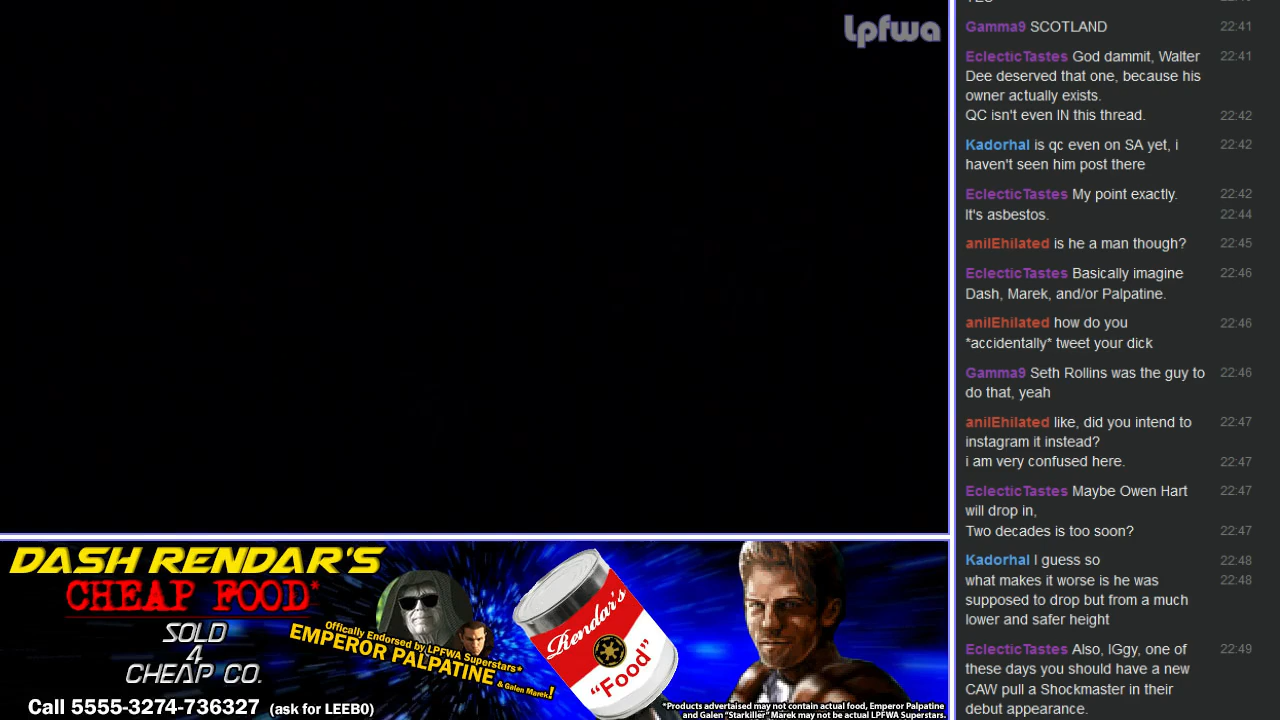 lpfwa
Gamma9 SCOTLAND 22:41
EclecticTastes God dammit, Walter 22:41
Dee deserved that one, because his
owner actually exists.
QC isn't even IN this thread. 22:42
Kadorhal is qc even on SA yet, i 22:42
haven't seen him post there
EclecticTastes My point exactly. 22:42
It's asbestos. 22:44
anilEhilated is he a man though? 22:45
EclecticTastes Basically imagine 22:46
Dash, Marek, and/or Palpatine.
anilEhilated how do you 22:46
*accidentally* tweet your dick
Gamma9 Seth Rollins was the guy to 22:46
do that, yeah
anilEhilated like, did you intend to 22:47
instagram it instead?
i am very confused here. 22:47
EclecticTastes Maybe Owen Hart 22:47
will drop in,
Two decades is too soon? 22:47
Kadorhal I guess so 22:48
what makes it worse is he was 22:48
supposed to drop but from a much
lower and safer height
EclecticTastes Also, IGgy, one of 22:49
these days you should have a new
CAW pull a Shockmaster in their
debut appearance.
DASH RENDAR'S
CHEAP FOOD*
SOLD
4
CHEAP CO.
Call 5555-3274-736327 (ask for LEEB0)
Offically Endorsed by LPFWA Superstars*
EMPEROR PALPATINE
& Galen Marek!
Rendar's
"Food"
*Products advertaised may not contain actual food, Emperor Palpatine
and Galen "Starkiller" Marek may not be actual LPFWA Superstars.